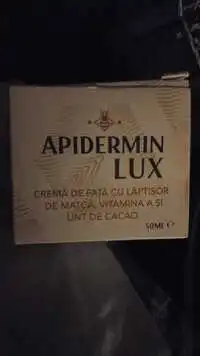 APIDERMIN
LUX
CREMĂ DE FAȚĂ CU LĂPTIȘOR
DE MATCĂ, VITAMINA A ȘI
UNT DE CACAO
50ML ℮